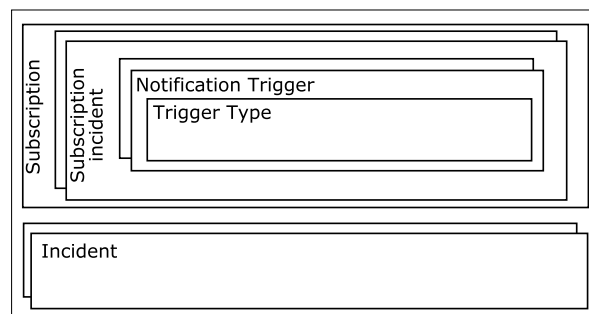 Subscription
Subscription
incident
Notification Trigger
Trigger Type
Incident